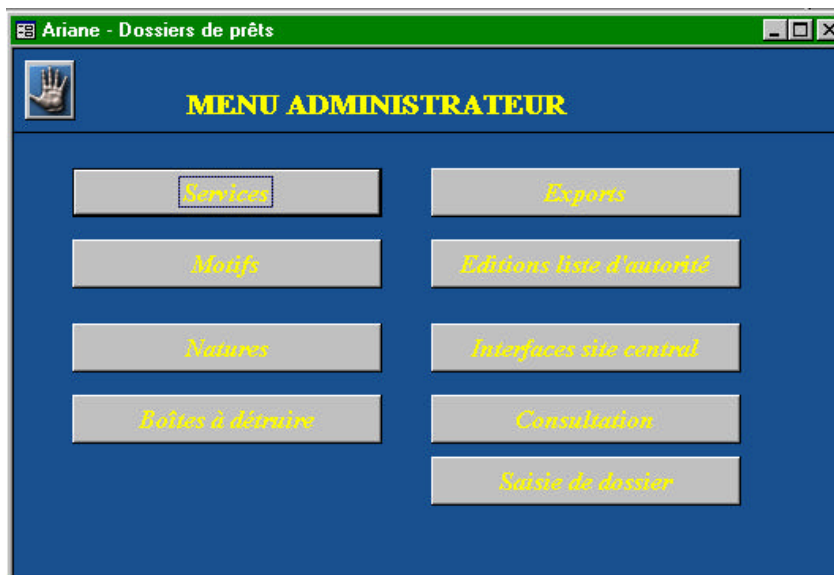 Ariane - Dossiers de prêts
MENU ADMINISTRATEUR
Services
Exports
Motifs
Editions liste d'autorité
Natures
Interfaces site central
Boîtes à détruire
Consultation
Saisie de dossier